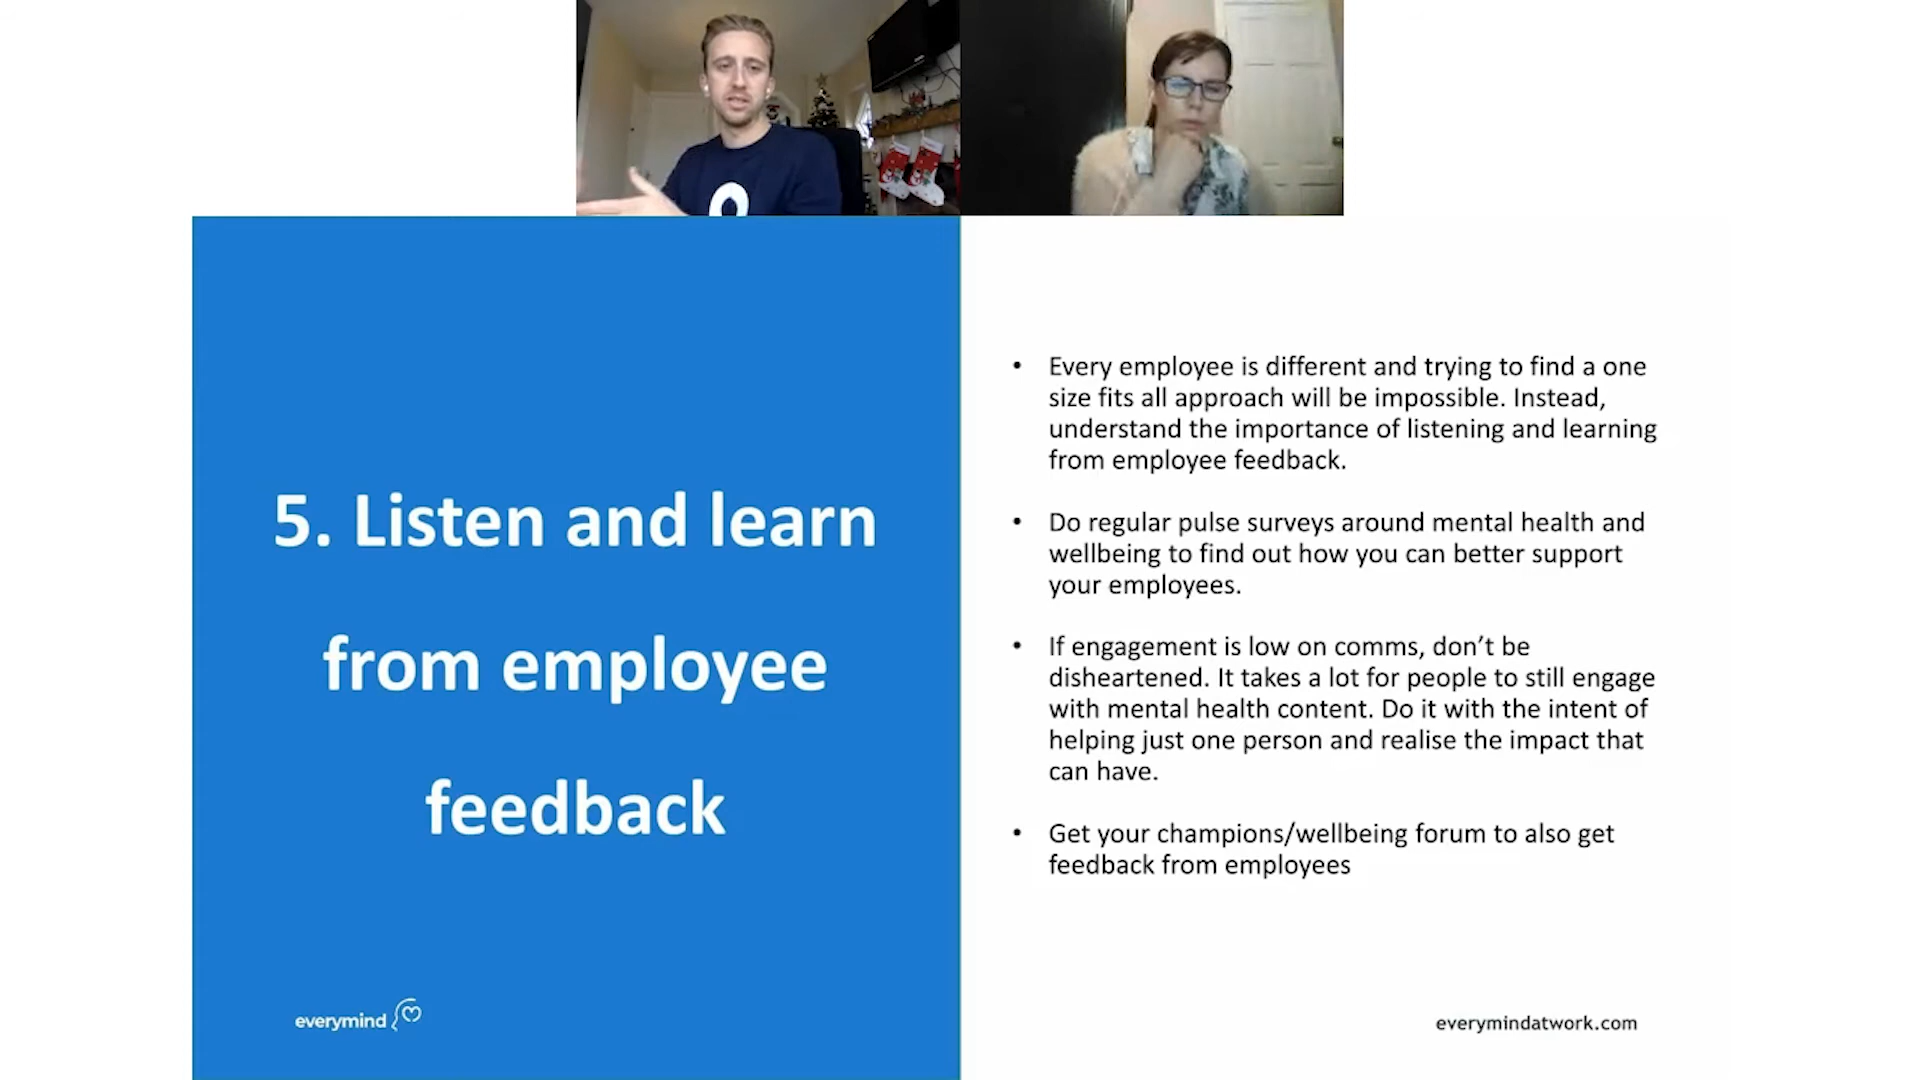 5. Listen and learn
from employee
feedback
everymind
• Every employee is different and trying to find a one
size fits all approach will be impossible. Instead,
understand the importance of listening and learning
from employee feedback.
• Do regular pulse surveys around mental health and
wellbeing to find out how you can better support
your employees.
• If engagement is low on comms, don’t be
disheartened. It takes a lot for people to still engage
with mental health content. Do it with the intent of
helping just one person and realise the impact that
can have.
• Get your champions/wellbeing forum to also get
feedback from employees
everymindatwork.com